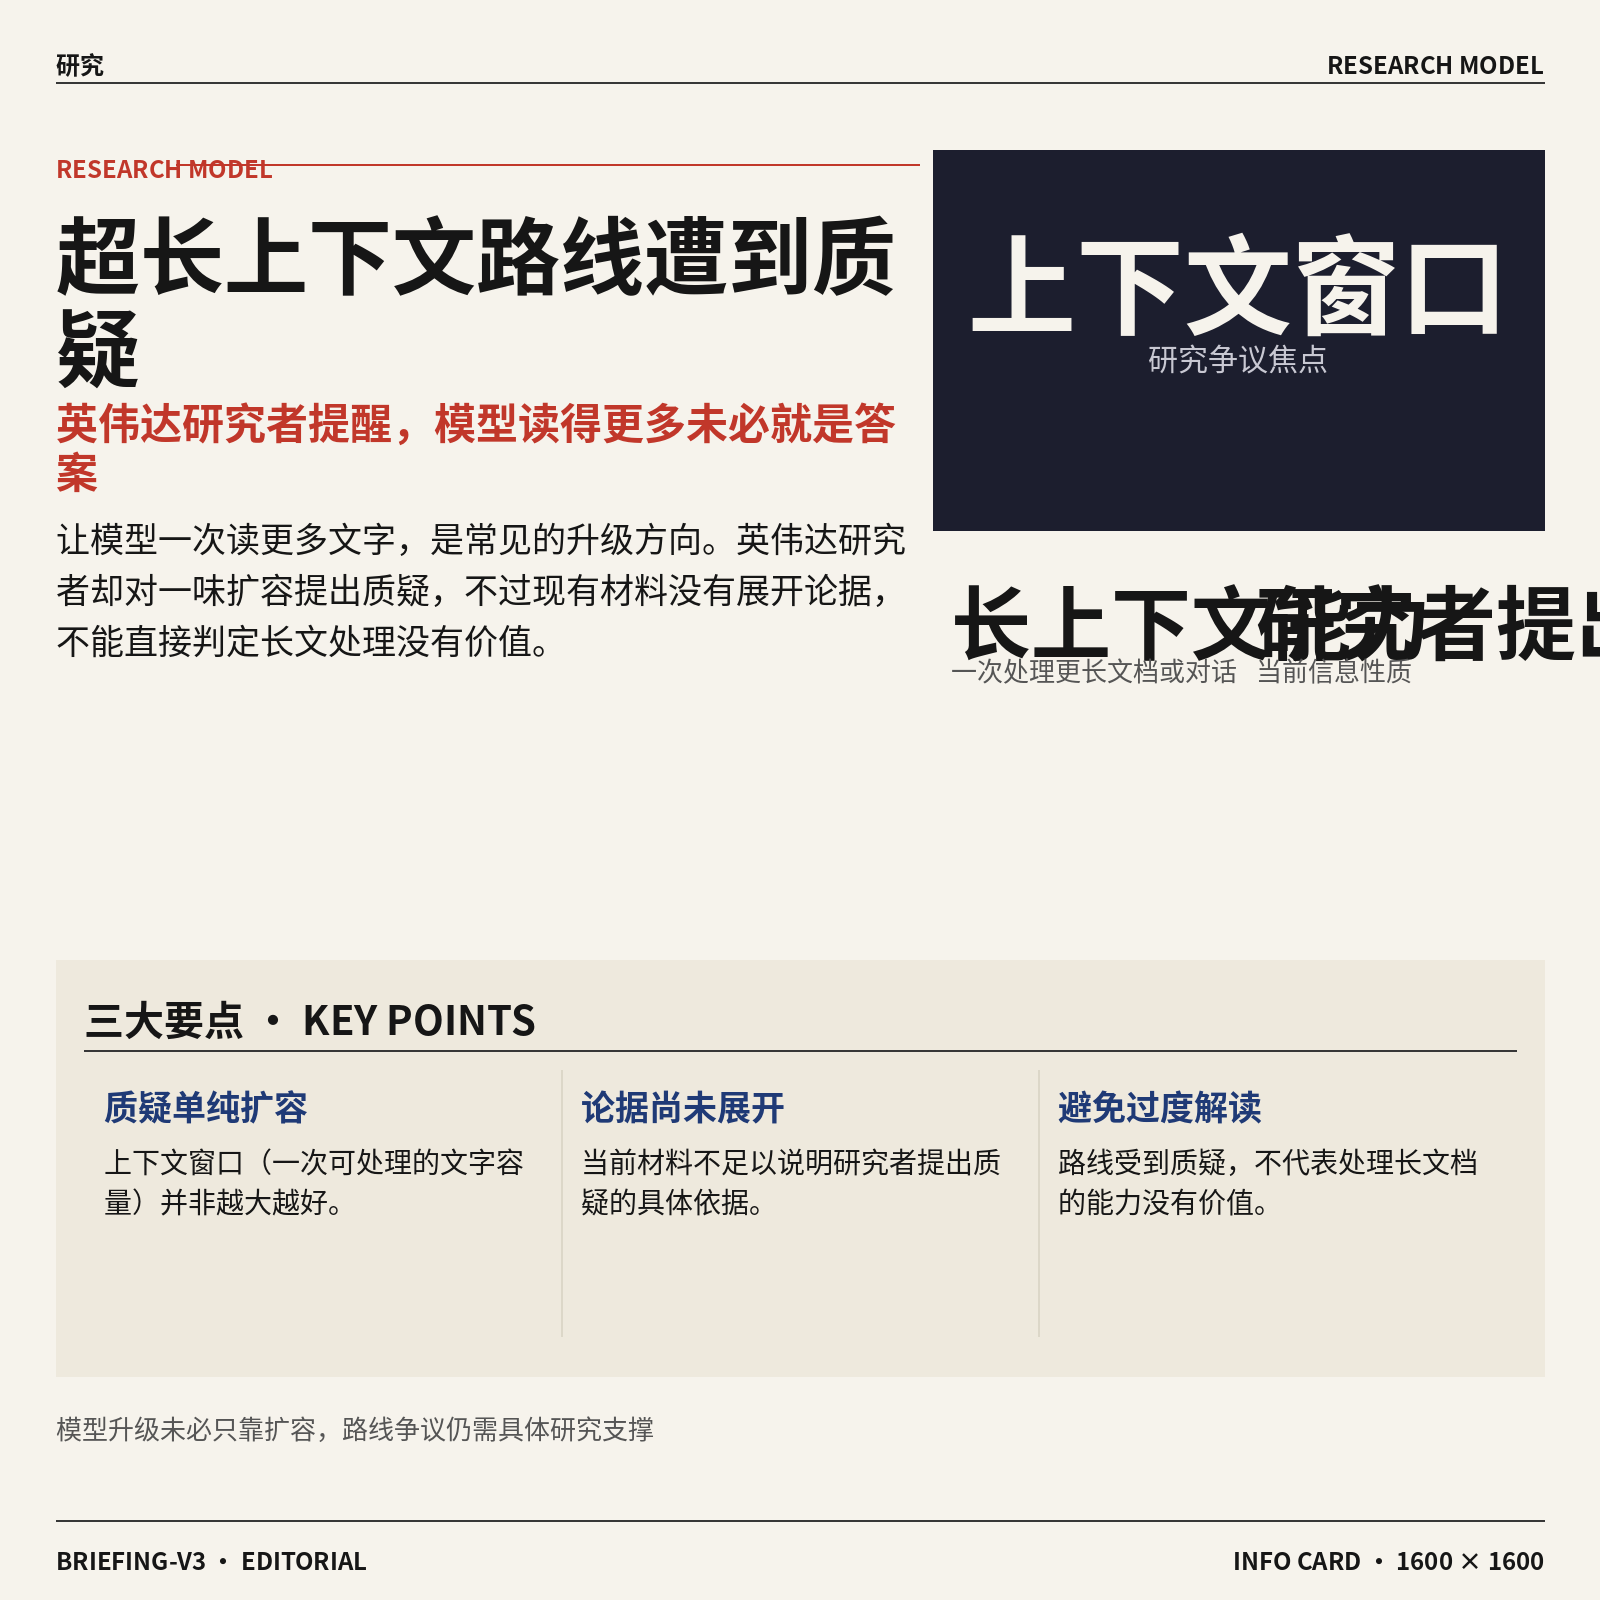 研究
RESEARCH MODEL
RESEARCH MODEL
超长上下文路线遭到质
疑
英伟达研究者提醒，模型读得更多未必就是答
案
让模型一次读更多文字，是常见的升级方向。英伟达研究
者却对一味扩容提出质疑，不过现有材料没有展开论据，
不能直接判定长文处理没有价值。
上下文窗口
研究争议焦点
长上下文能力
一次处理更长文档或对话
研究者提出
当前信息性质
三大要点 • KEY POINTS
质疑单纯扩容
上下文窗口（一次可处理的文字容
量）并非越大越好。
论据尚未展开
当前材料不足以说明研究者提出质
疑的具体依据。
避免过度解读
路线受到质疑，不代表处理长文档
的能力没有价值。
模型升级未必只靠扩容，路线争议仍需具体研究支撑
BRIEFING-V3 • EDITORIAL
INFO CARD • 1600 × 1600